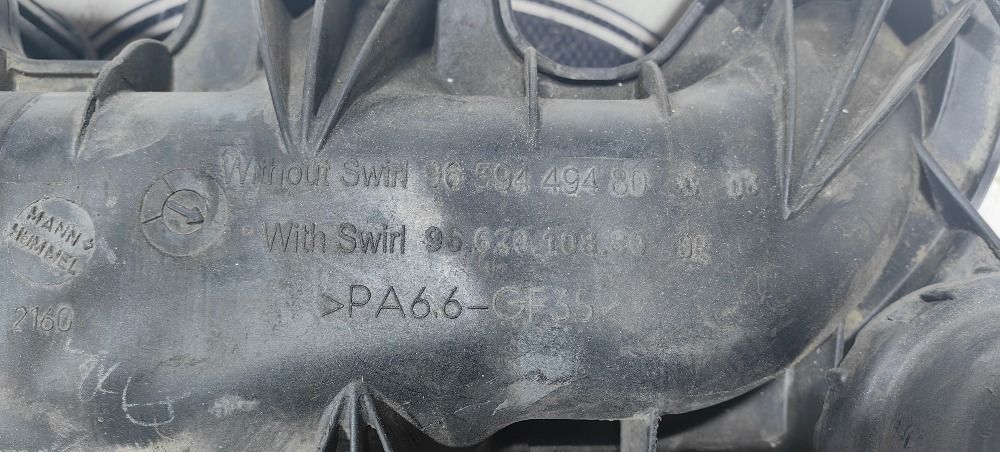 Without Swirl 96 594 494 80
With Swirl 96.620.108.80
>PA6.6-GF35<
MANN+
HUMMEL
2160